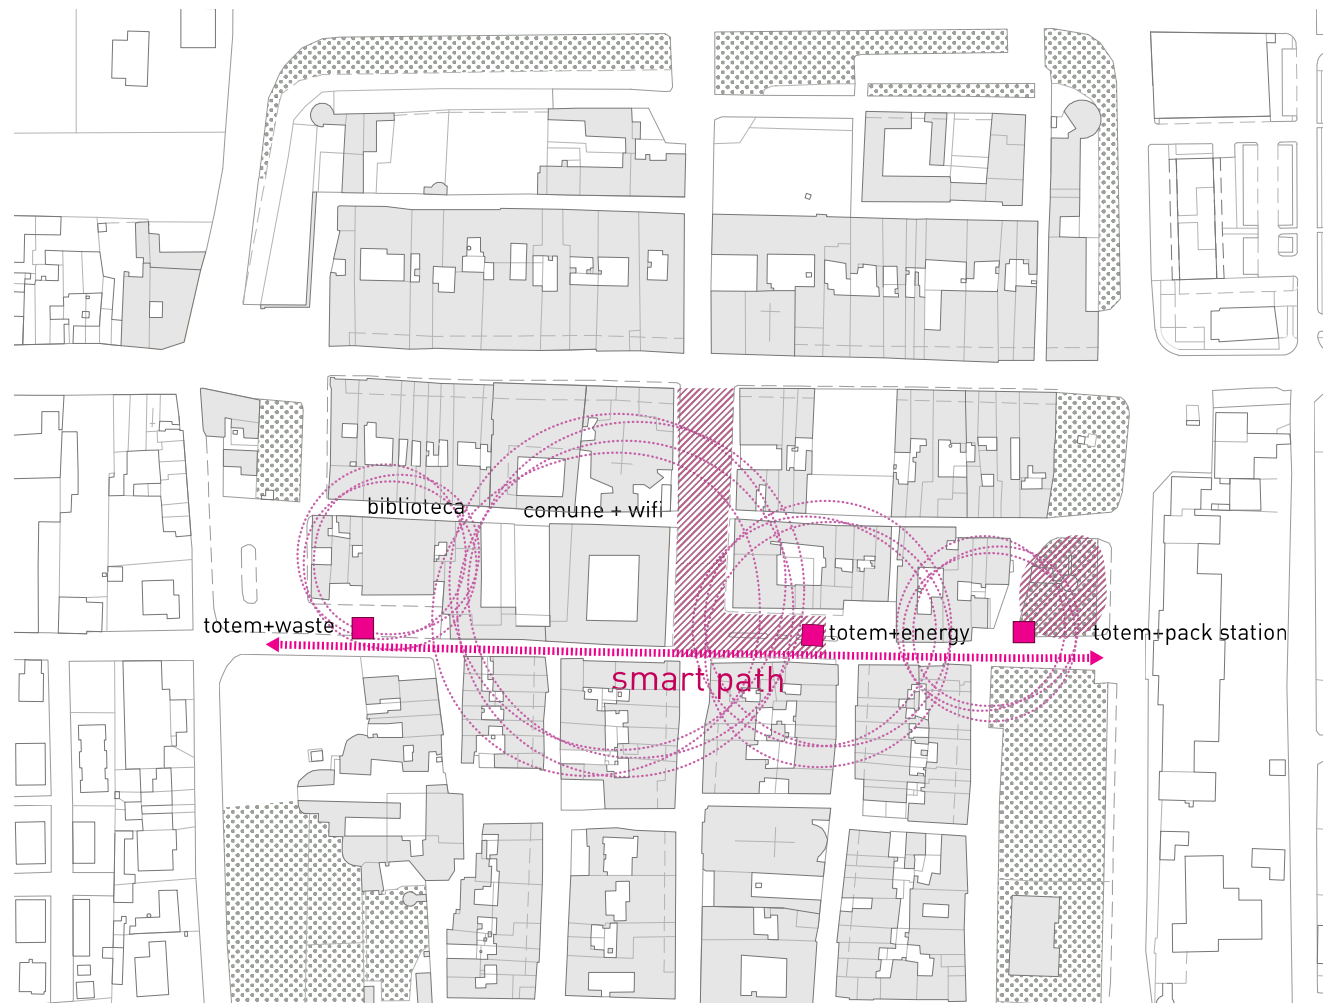 biblioteca
comune + wifi
totem+waste
totem+energy
totem+pack station
smart path